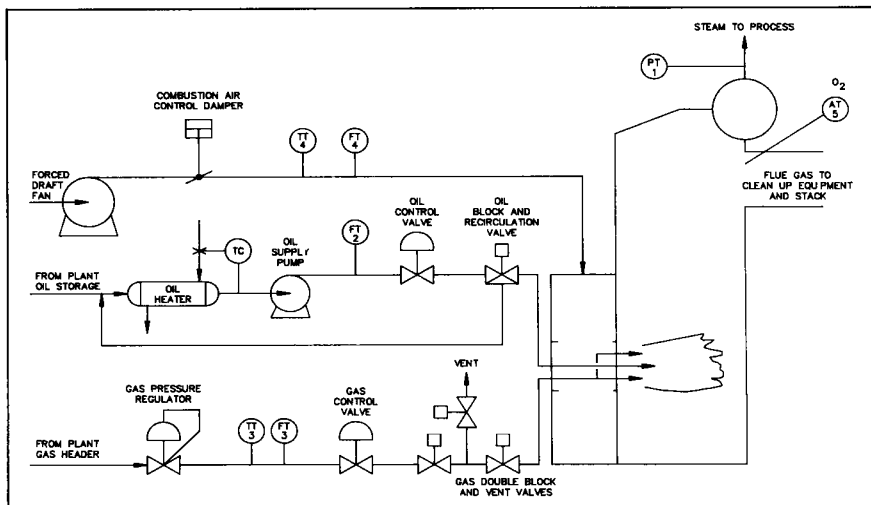 STEAM TO PROCESS
PT
1
O2
AT
5
COMBUSTION AIR
CONTROL DAMPER
TT
4
FT
4
FORCED
DRAFT
FAN
FLUE GAS TO
CLEAN UP EQUPMENT
AND STACK
OIL
CONTROL
VALVE
OIL
BLOCK AND
RECIRCULATION
VALVE
FT
2
TC
OIL
SUPPLY
PUMP
FROM PLANT
OIL STORAGE
OIL
HEATER
VENT
GAS PRESSURE
REGULATOR
GAS
CONTROL
VALVE
TT
3
FT
3
FROM PLANT
GAS HEADER
GAS DOUBLE BLOCK
AND VENT VALVES